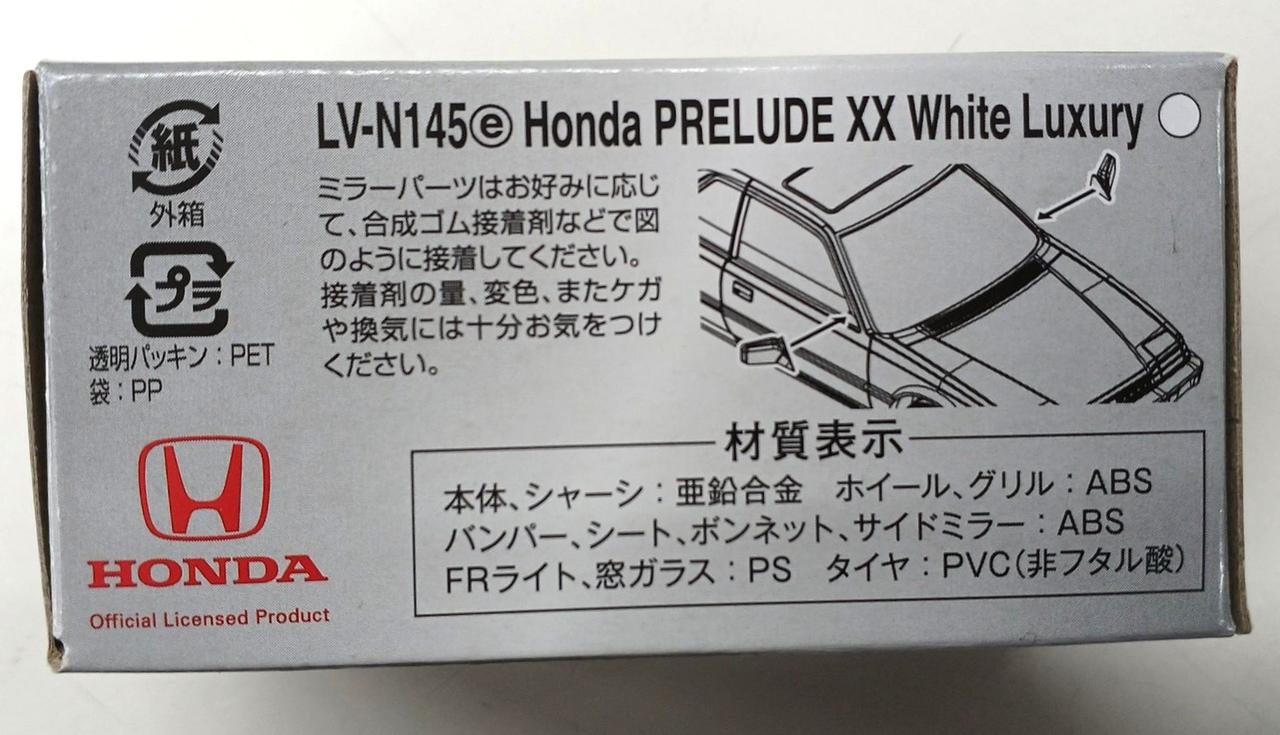 紙
外箱
プラ
透明パッキン：PET
袋：PP
LV-N145ⓔ Honda PRELUDE XX White Luxury
ミラーパーツはお好みに応じ
て、合成ゴム接着剤などで図
のように接着してください。
接着剤の量、変色、またケガ
や換気には十分お気をつけ
ください。
HONDA
Official Licensed Product
材質表示
本体、シャーシ：亜鉛合金　ホイール、グリル：ABS
バンパー、シート、ボンネット、サイドミラー：ABS
FRライト、窓ガラス：PS　タイヤ：PVC(非フタル酸)